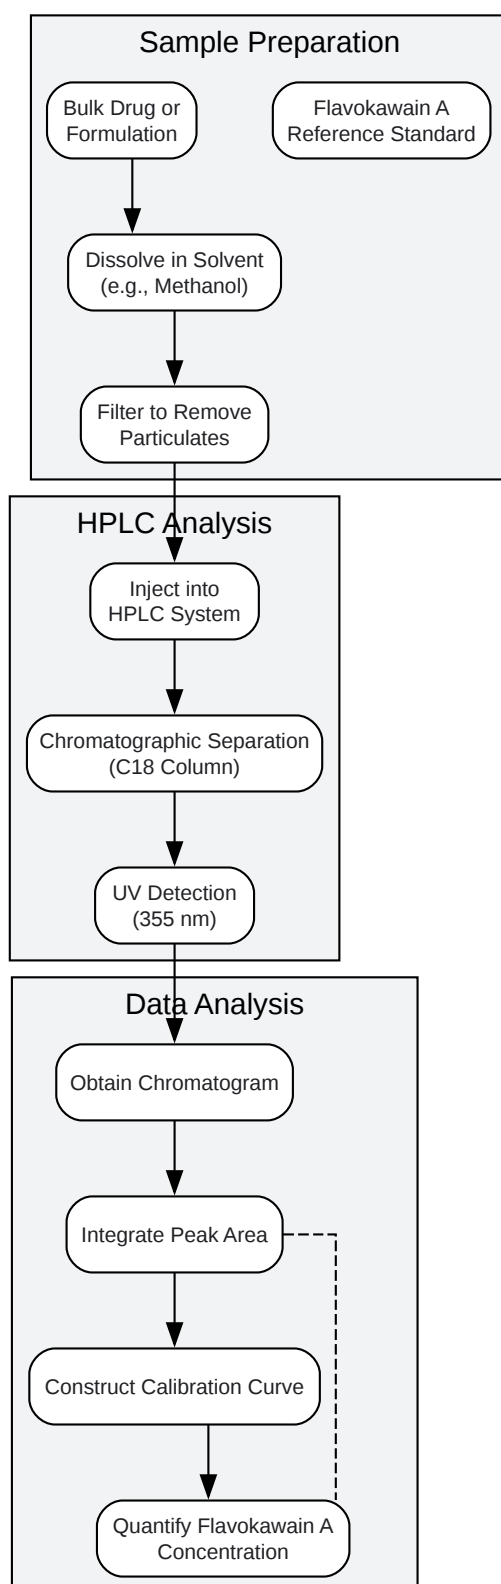 Sample Preparation
Bulk Drug or
Formulation
Flavokawain A
Reference Standard
Dissolve in Solvent
(e.g., Methanol)
Filter to Remove
Particulates
HPLC Analysis
Inject into
HPLC System
Chromatographic Separation
(C18 Column)
UV Detection
(355 nm)
Data Analysis
Obtain Chromatogram
Integrate Peak Area
Construct Calibration Curve
Quantify Flavokawain A
Concentration